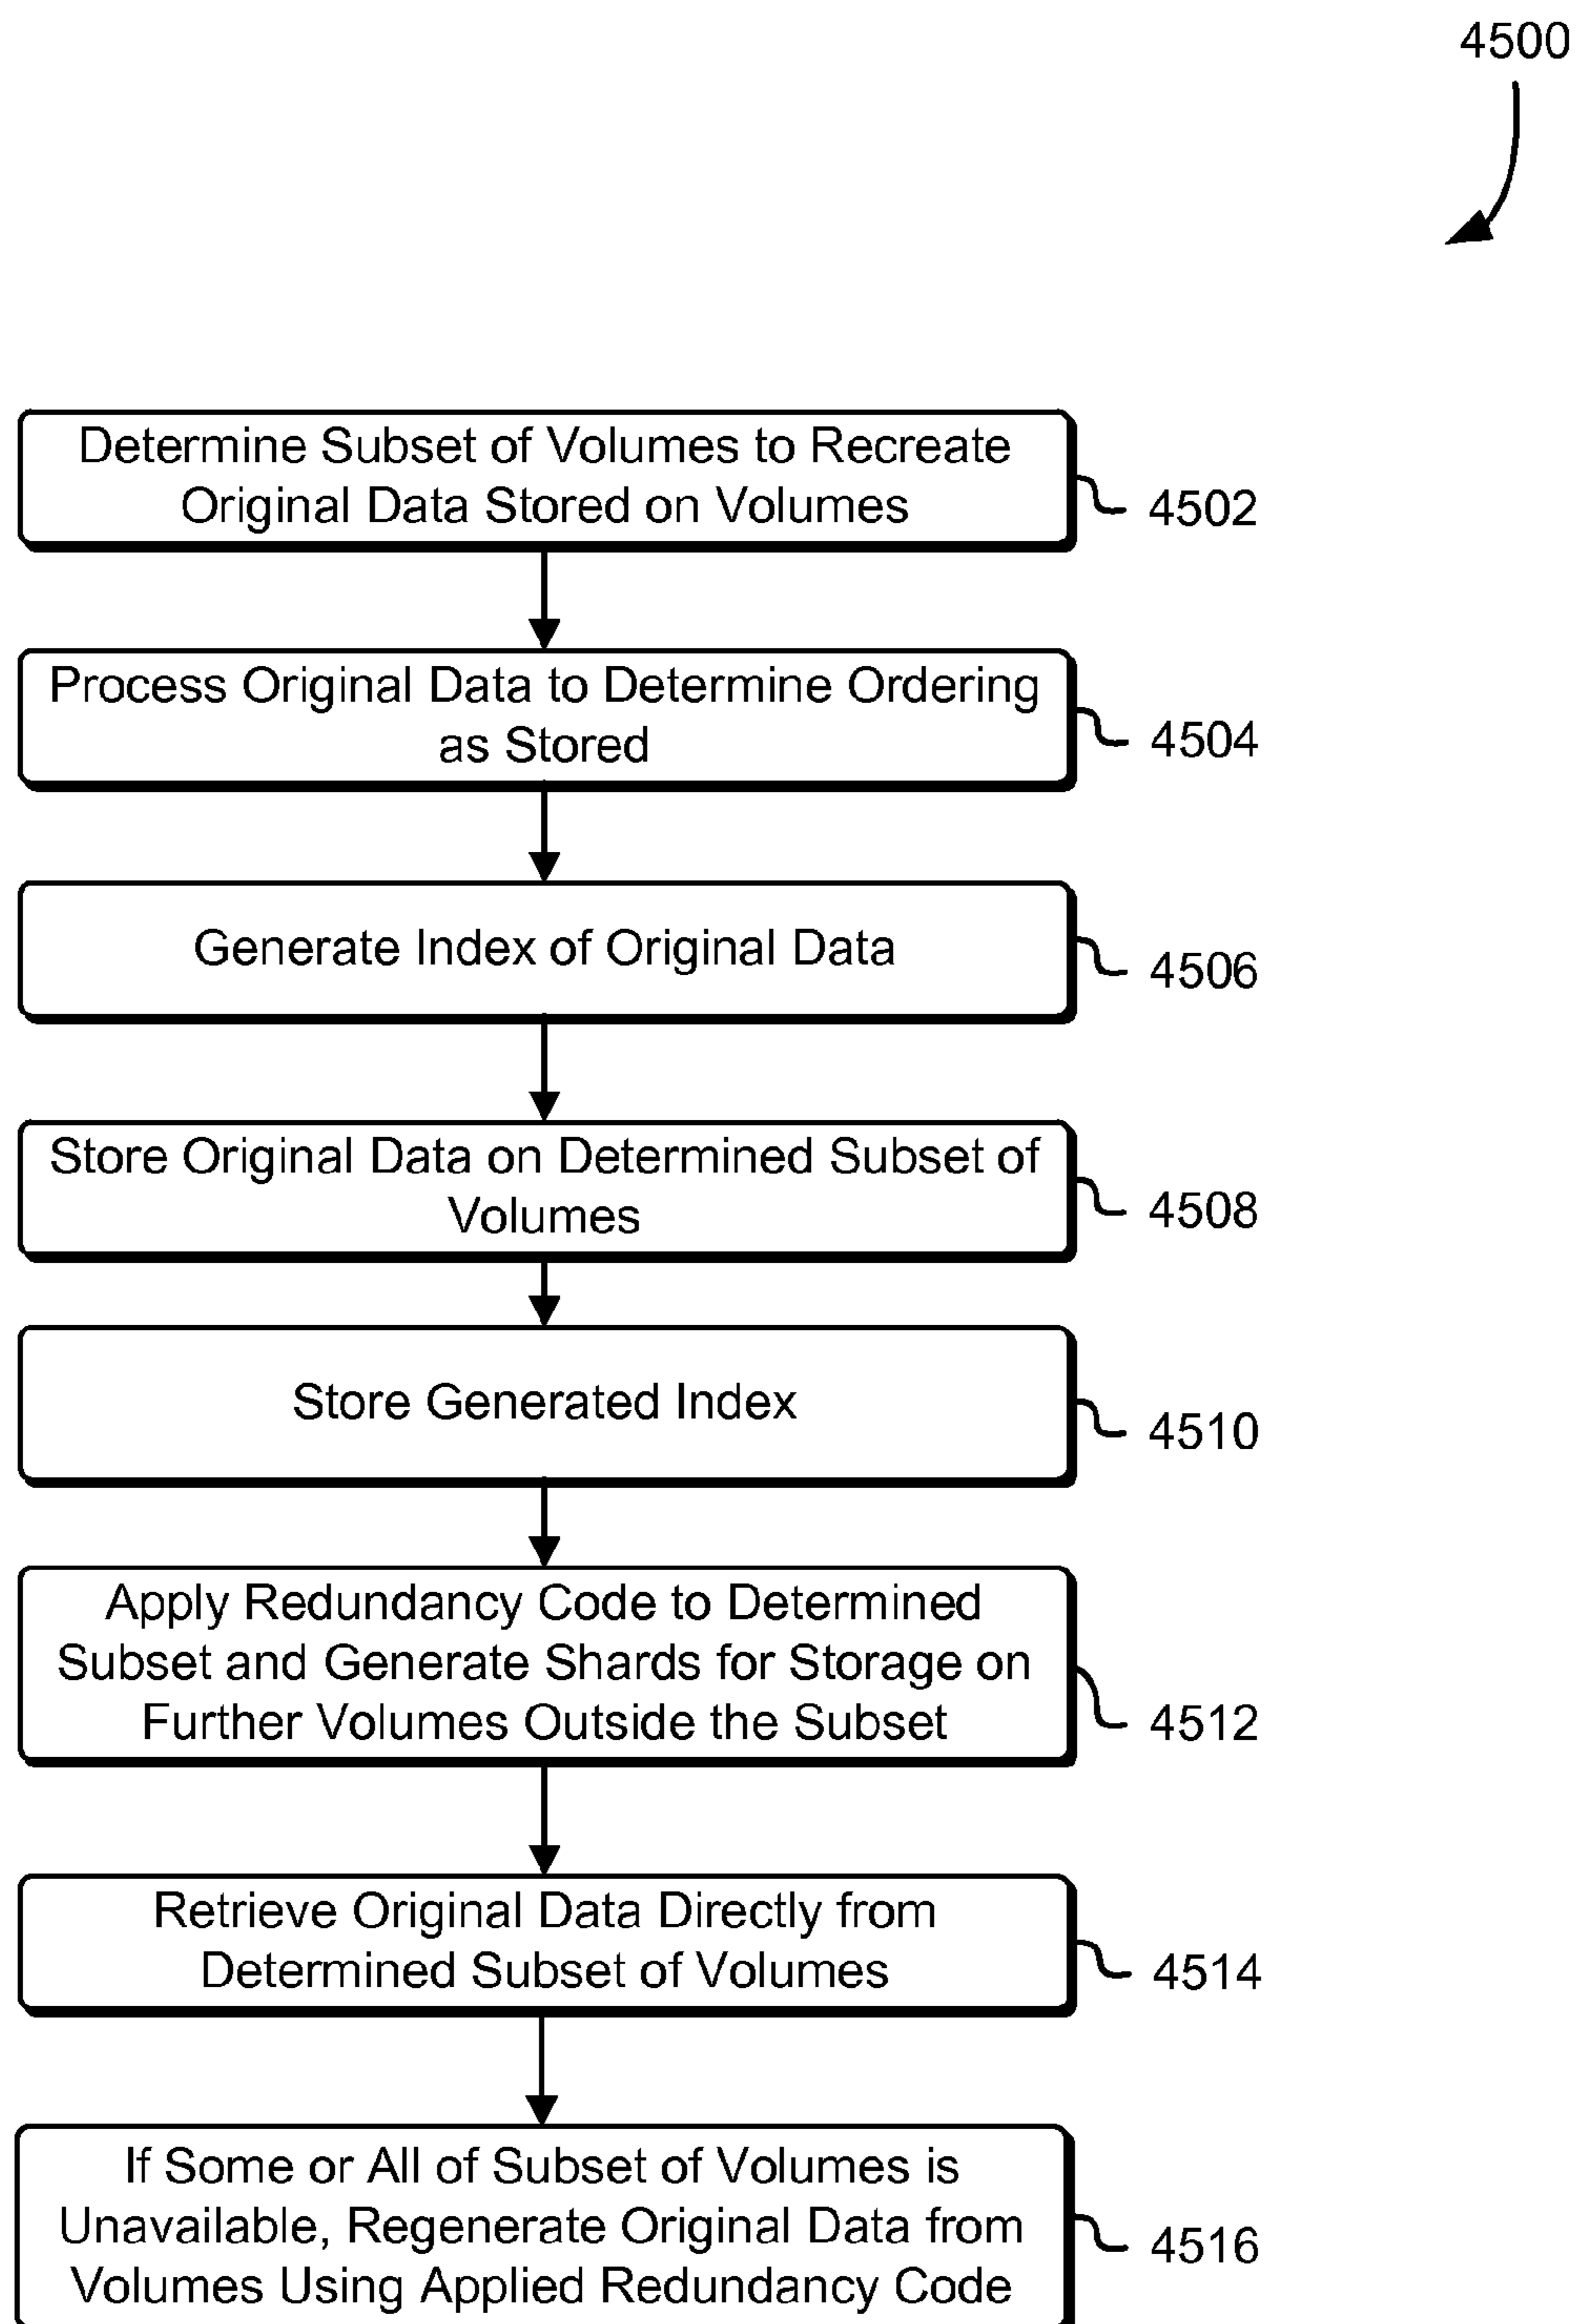 4500
Determine Subset of Volumes to Recreate
Original Data Stored on Volumes
4502
Process Original Data to Determine Ordering
as Stored
4504
Generate Index of Original Data
4506
Store Original Data on Determined Subset of
Volumes
4508
Store Generated Index
4510
Apply Redundancy Code to Determined
Subset and Generate Shards for Storage on
Further Volumes Outside the Subset
4512
Retrieve Original Data Directly from
Determined Subset of Volumes
4514
If Some or All of Subset of Volumes is
Unavailable, Regenerate Original Data from
Volumes Using Applied Redundancy Code
4516